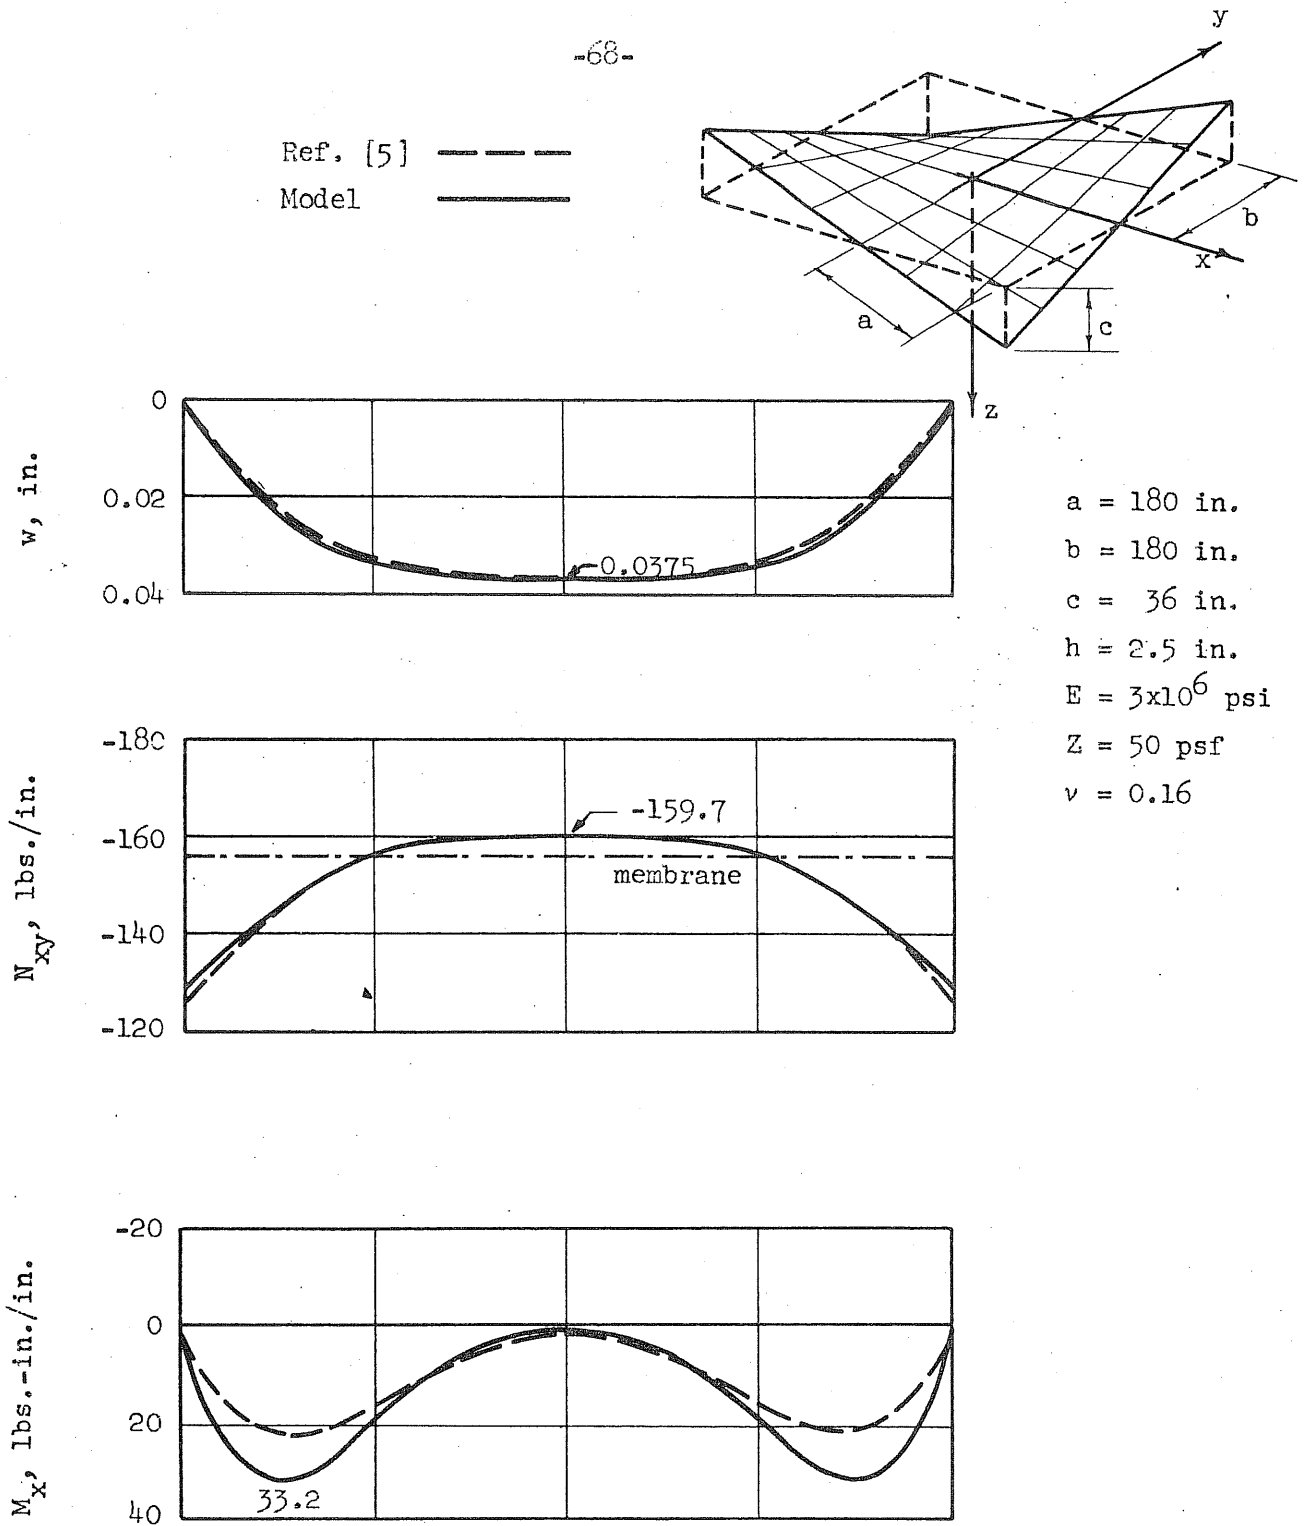 -68-
Ref. [5]
Model
y
b
x
a
c
z
w, in.
0
0.02
0.04
0.0375
a = 180 in.
b = 180 in.
c = 36 in.
h = 2.5 in.
E = 3x10⁶ psi
Z = 50 psf
ν = 0.16
N_xy, lbs./in.
-180
-160
-140
-120
-159.7
membrane
M_x, lbs.-in./in.
-20
0
20
40
33.2